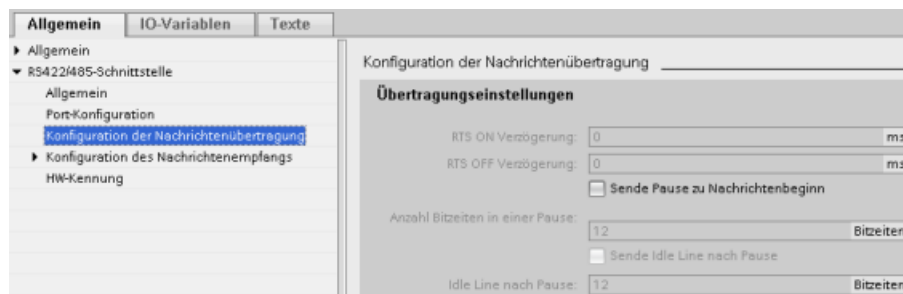 Allgemein IO-Variablen Texte
Allgemein
RS422/485-Schnittstelle
Allgemein
Port-Konfiguration
Konfiguration der Nachrichtenübertragung
Konfiguration des Nachrichtenempfangs
HW-Kennung
Konfiguration der Nachrichtenübertragung
Übertragungseinstellungen
RTS ON Verzögerung: 0 ms
RTS OFF Verzögerung: 0 ms
Sende Pause zu Nachrichtenbeginn
Anzahl Bitzeiten in einer Pause:
12 Bitzeiten
Sende Idle Line nach Pause
Idle Line nach Pause: 12 Bitzeiten